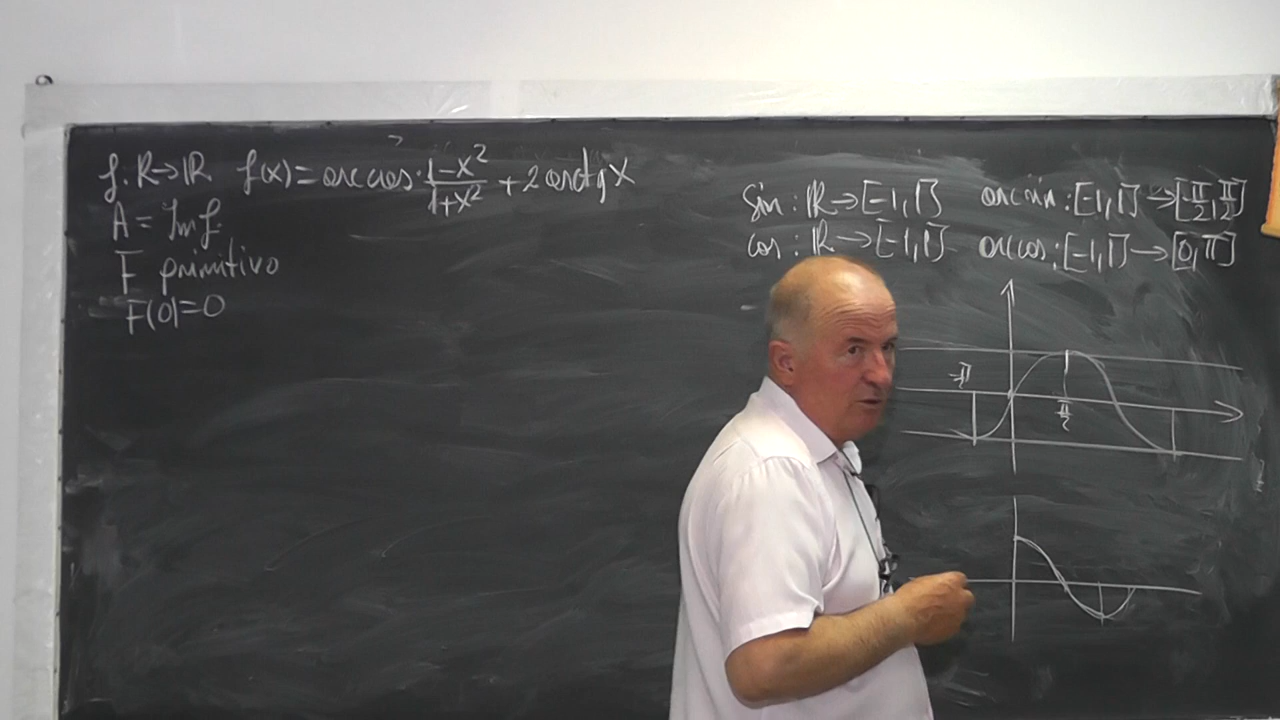 f: ℝ→ℝ f(x) = arccos (1-x²)/(1+x²) + 2 arctg x
A = Im f
F primitivo
F(0)=0
sin : ℝ→[-1,1] arcsin : [-1,1]→[-π/2, π/2]
cos : ℝ→[-1,1] arccos : [-1,1]→[0,π]
π/2